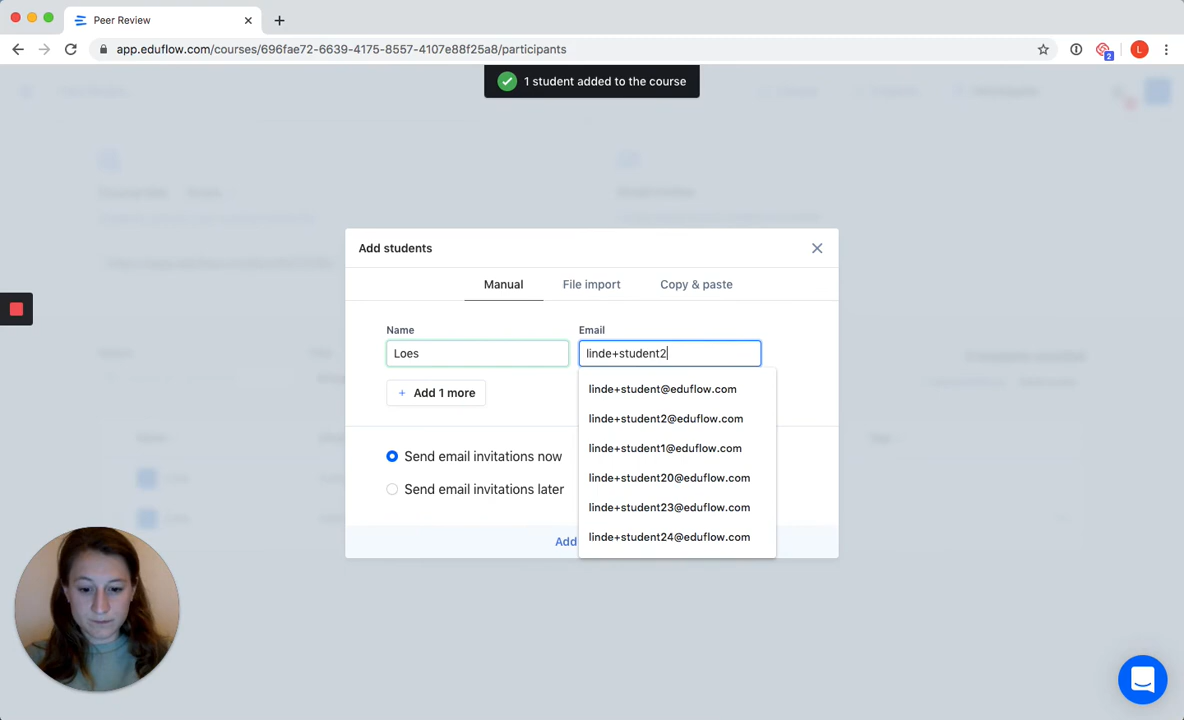 Peer Review
app.eduflow.com/courses/696fae72-6639-4175-8557-4107e88f25a8/participants
2
L
1 student added to the course
Add students
Manual
File import
Copy & paste
Name
Email
Loes
linde+student2
+ Add 1 more
linde+student@eduflow.com
linde+student2@eduflow.com
linde+student1@eduflow.com
linde+student20@eduflow.com
linde+student23@eduflow.com
linde+student24@eduflow.com
Send email invitations now
Send email invitations later
Add